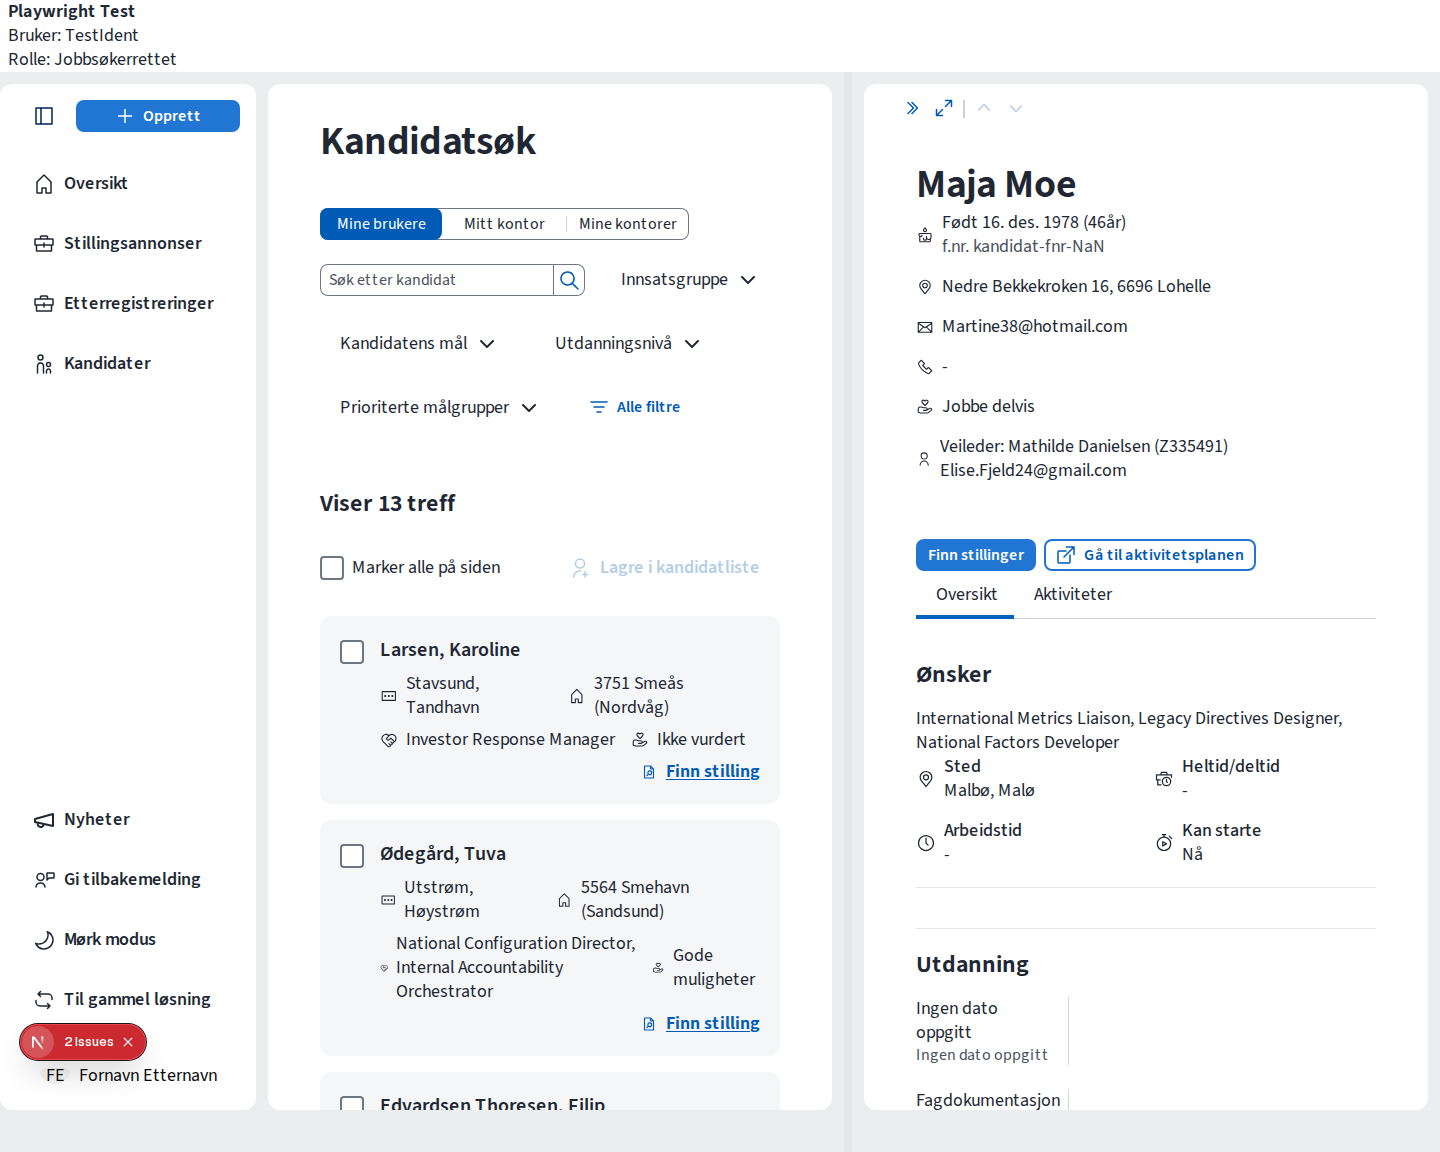 Playwright Test
Bruker: TestIdent
Rolle: Jobbsøkerrettet
Opprett
Oversikt
Stillingsannonser
Etterregistreringer
Kandidater
Nyheter
Gi tilbakemelding
Mørk modus
Til gammel løsning
2 Issues
FE Fornavn Etternavn
Kandidatsøk
Mine brukere Mitt kontor Mine kontorer
Søk etter kandidat
Innsatsgruppe
Kandidatens mål
Utdanningsnivå
Prioriterte målgrupper
Alle filtre
Viser 13 treff
Marker alle på siden
Lagre i kandidatliste
Larsen, Karoline
Stavsund,
Tandhavn
3751 Smeås
(Nordvåg)
Investor Response Manager
Ikke vurdert
Finn stilling
Ødegård, Tuva
Utstrøm,
Høystrøm
5564 Smehavn
(Sandsund)
National Configuration Director,
Internal Accountability
Orchestrator
Gode
muligheter
Finn stilling
Edvardsen Thoresen, Filip
Maja Moe
Født 16. des. 1978 (46år)
f.nr. kandidat-fnr-NaN
Nedre Bekkekroken 16, 6696 Lohelle
Martine38@hotmail.com
-
Jobbe delvis
Veileder: Mathilde Danielsen (Z335491)
Elise.Fjeld24@gmail.com
Finn stillinger
Gå til aktivitetsplanen
Oversikt Aktiviteter
Ønsker
International Metrics Liaison, Legacy Directives Designer,
National Factors Developer
Sted
Malbø, Malø
Heltid/deltid
-
Arbeidstid
-
Kan starte
Nå
Utdanning
Ingen dato
oppgitt
Ingen dato oppgitt
Fagdokumentasjon